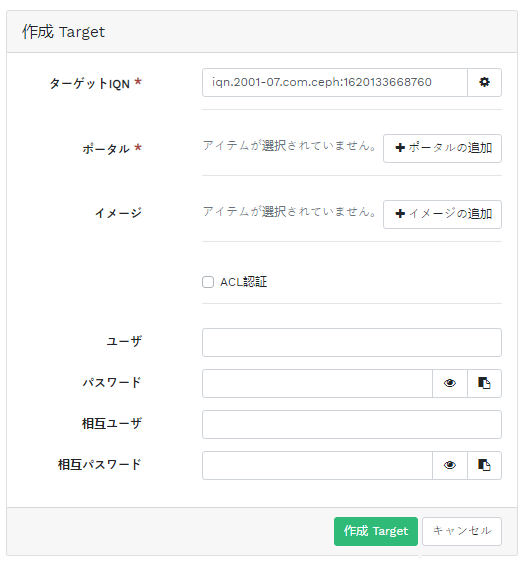 作成 Target
ターゲットIQN *
iqn.2001-07.com.ceph:1620133668760
ポータル *
アイテムが選択されていません。
ポータルの追加
イメージ
アイテムが選択されていません。
イメージの追加
ACL認証
ユーザ
パスワード
相互ユーザ
相互パスワード
作成 Target
キャンセル